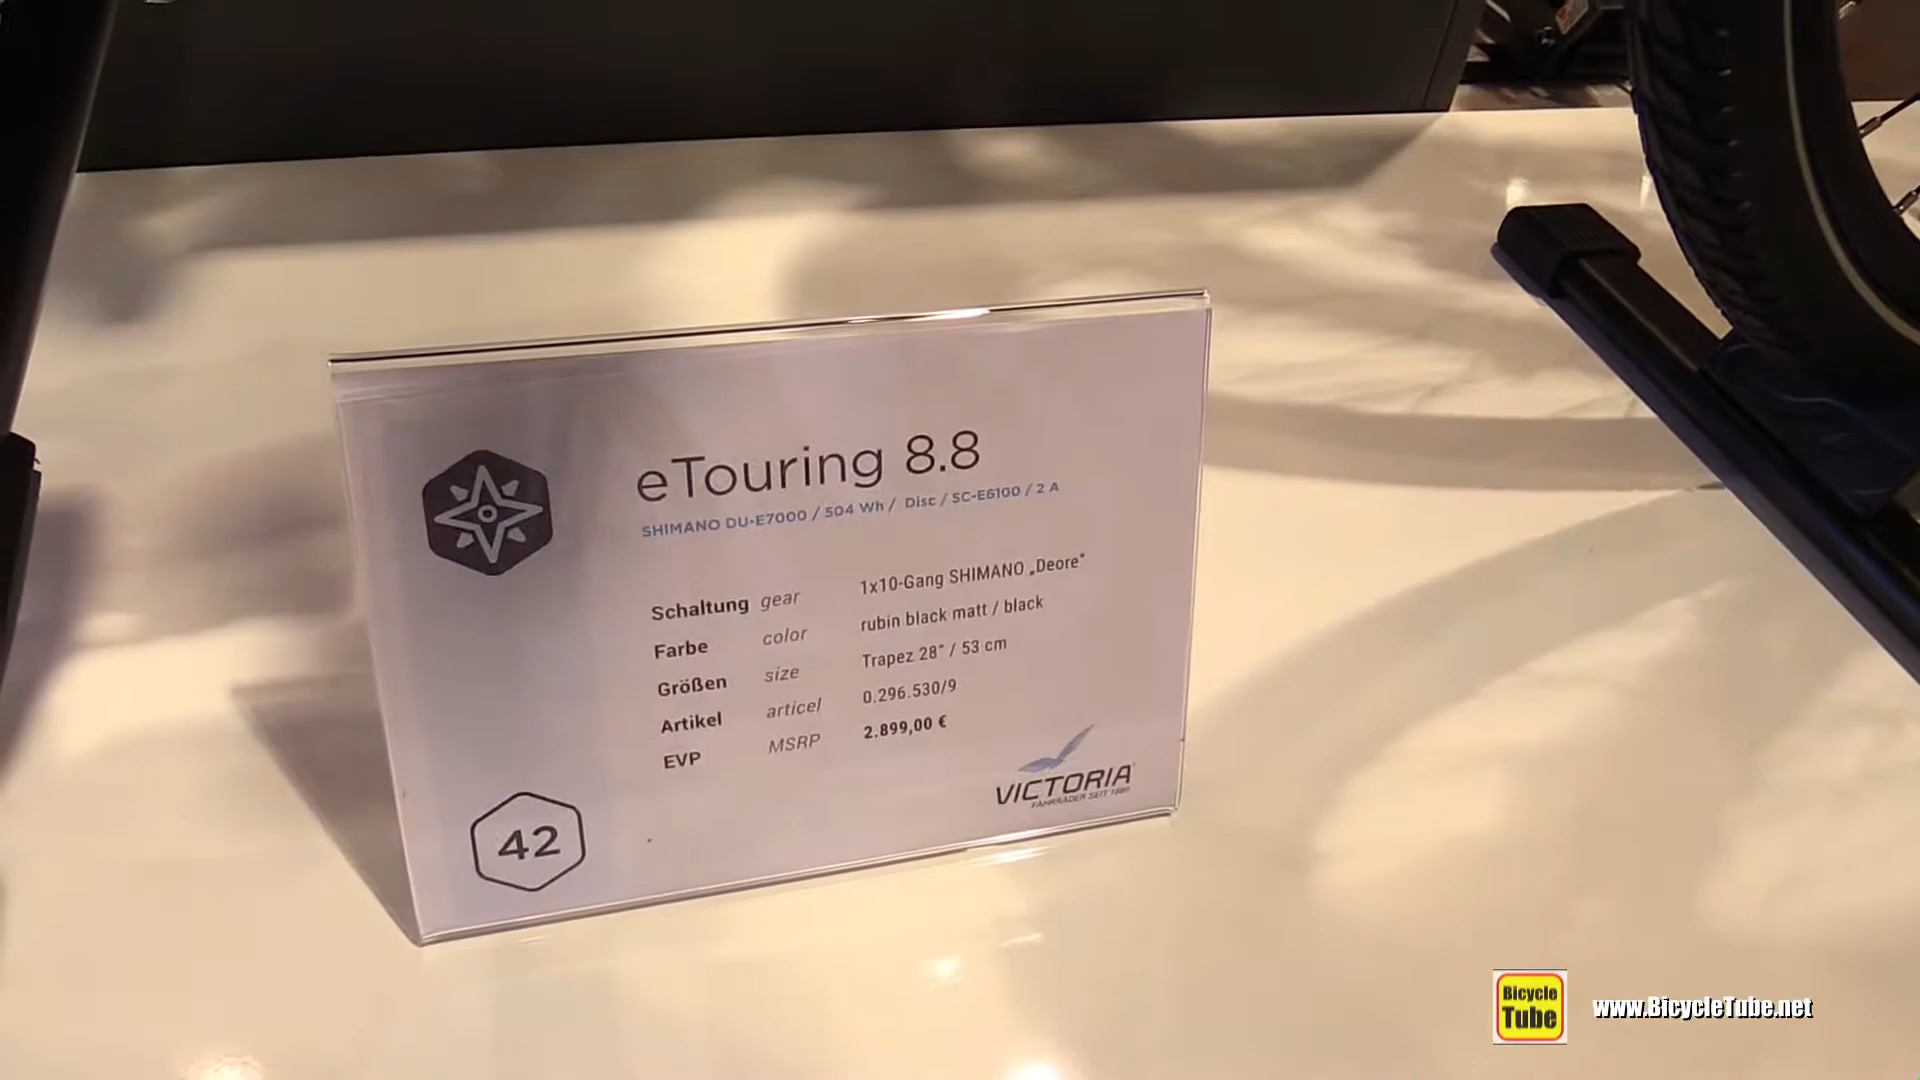 eTouring 8.8
SHIMANO DU-E7000 / 504 Wh / Disc / SC-E6100 / 2 A
Schaltung gear 1x10-Gang SHIMANO „Deore"
Farbe color rubin black matt / black
Größen size Trapez 28" / 53 cm
Artikel articel 0.296.530/9
EVP MSRP 2.899,00 €
VICTORIA
FAHRRÄDER SEIT 1886
42
Bicycle
Tube
www.BicycleTube.net